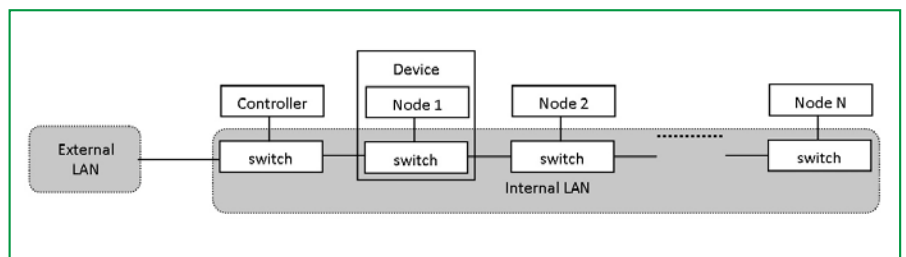 Device
Controller
Node 1
Node 2
Node N
External
LAN
switch
switch
switch
switch
Internal LAN